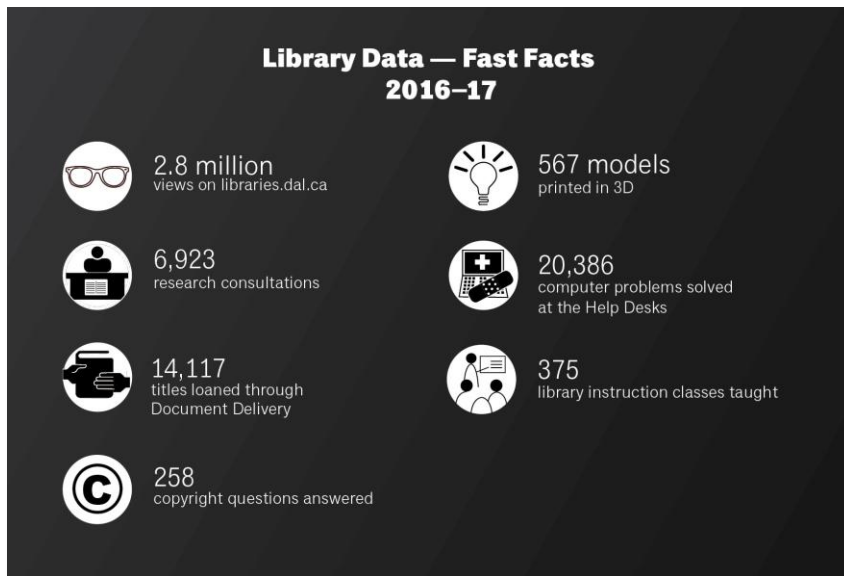 Library Data — Fast Facts
2016–17
2.8 million
views on libraries.dal.ca
6,923
research consultations
14,117
titles loaned through
Document Delivery
258
copyright questions answered
567 models
printed in 3D
20,386
computer problems solved
at the Help Desks
375
library instruction classes taught